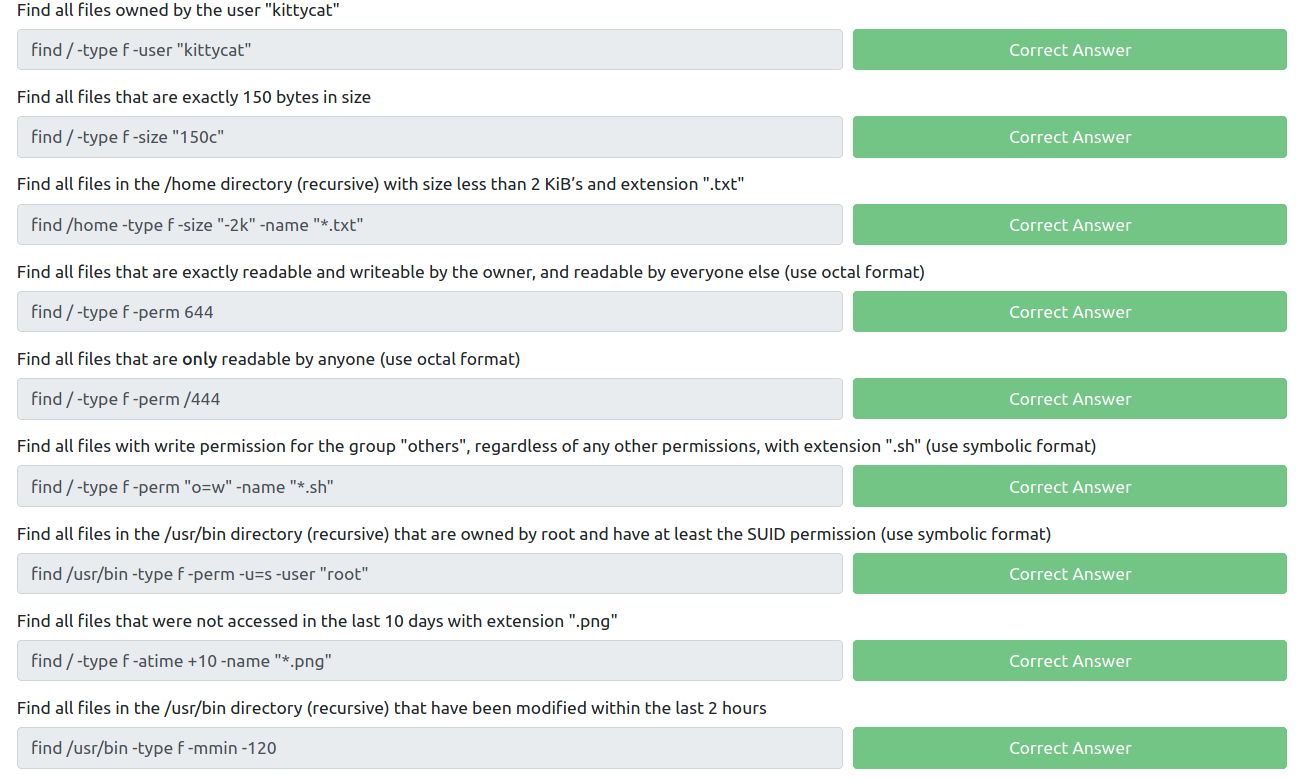 Find all files owned by the user "kittycat"
find / -type f -user "kittycat"
Correct Answer
Find all files that are exactly 150 bytes in size
find / -type f -size "150c"
Correct Answer
Find all files in the /home directory (recursive) with size less than 2 KiB’s and extension ".txt"
find /home -type f -size "-2k" -name "*.txt"
Correct Answer
Find all files that are exactly readable and writeable by the owner, and readable by everyone else (use octal format)
find / -type f -perm 644
Correct Answer
Find all files that are only readable by anyone (use octal format)
find / -type f -perm /444
Correct Answer
Find all files with write permission for the group "others", regardless of any other permissions, with extension ".sh" (use symbolic format)
find / -type f -perm "o=w" -name "*.sh"
Correct Answer
Find all files in the /usr/bin directory (recursive) that are owned by root and have at least the SUID permission (use symbolic format)
find /usr/bin -type f -perm -u=s -user "root"
Correct Answer
Find all files that were not accessed in the last 10 days with extension ".png"
find / -type f -atime +10 -name "*.png"
Correct Answer
Find all files in the /usr/bin directory (recursive) that have been modified within the last 2 hours
find /usr/bin -type f -mmin -120
Correct Answer